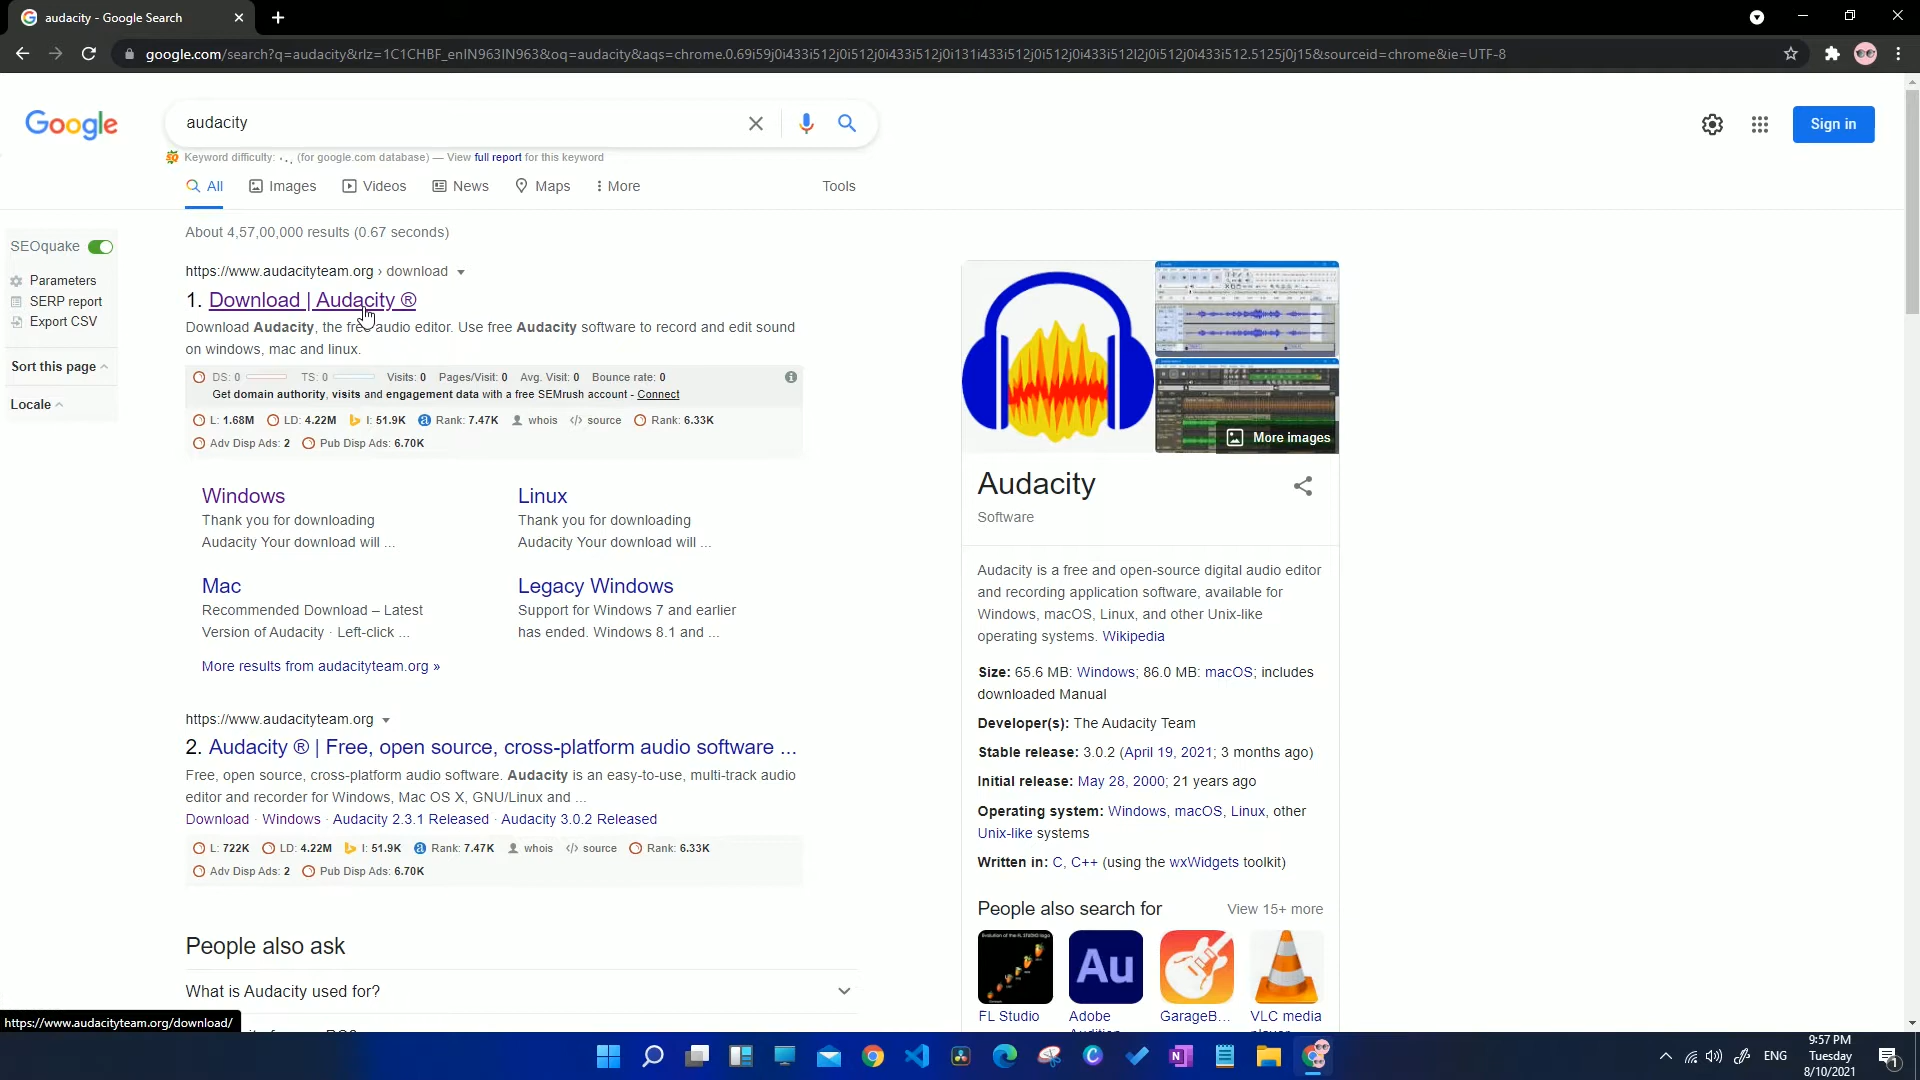 audacity - Google Search
google.com/search?q=audacity&rlz=1C1CHBF_enIN963IN963&oq=audacity&aqs=chrome.0.69i59j0i433i512j0i512j0i433i512j0i131i433i512j0i512j0i433i512l2j0i512j0i433i512.5125j0j15&sourceid=chrome&ie=UTF-8
Google
audacity
Sign in
Keyword difficulty: (for google.com database) — View full report for this keyword
All Images Videos News Maps More Tools
About 4,57,00,000 results (0.67 seconds)
SEOquake
Parameters
SERP report
Export CSV
Sort this page
Locale
https://www.audacityteam.org › download
1. Download | Audacity ®
Download Audacity, the free audio editor. Use free Audacity software to record and edit sound
on windows, mac and linux.
DS: 0 TS: 0 Visits: 0 Pages/Visit: 0 Avg. Visit: 0 Bounce rate: 0
Get domain authority, visits and engagement data with a free SEMrush account - Connect
L: 1.68M LD: 4.22M I: 51.9K Rank: 7.47K whois source Rank: 6.33K
Adv Disp Ads: 2 Pub Disp Ads: 6.70K
Windows
Thank you for downloading
Audacity Your download will ...
Linux
Thank you for downloading
Audacity Your download will ...
Mac
Recommended Download – Latest
Version of Audacity · Left-click ...
Legacy Windows
Support for Windows 7 and earlier
has ended. Windows 8.1 and ...
More results from audacityteam.org »
https://www.audacityteam.org
2. Audacity ® | Free, open source, cross-platform audio software ...
Free, open source, cross-platform audio software. Audacity is an easy-to-use, multi-track audio
editor and recorder for Windows, Mac OS X, GNU/Linux and ...
Download · Windows · Audacity 2.3.1 Released · Audacity 3.0.2 Released
L: 722K LD: 4.22M I: 51.9K Rank: 7.47K whois source Rank: 6.33K
Adv Disp Ads: 2 Pub Disp Ads: 6.70K
People also ask
What is Audacity used for?
https://www.audacityteam.org/download/
More images
Audacity
Software
Audacity is a free and open-source digital audio editor
and recording application software, available for
Windows, macOS, Linux, and other Unix-like
operating systems. Wikipedia
Size: 65.6 MB: Windows; 86.0 MB: macOS; includes
downloaded Manual
Developer(s): The Audacity Team
Stable release: 3.0.2 (April 19, 2021; 3 months ago)
Initial release: May 28, 2000; 21 years ago
Operating system: Windows, macOS, Linux, other
Unix-like systems
Written in: C, C++ (using the wxWidgets toolkit)
People also search for View 15+ more
Evolution of the FL STUDIO logo
Au
FL Studio
Adobe
GarageB...
VLC media
ENG
9:57 PM
Tuesday
8/10/2021
1